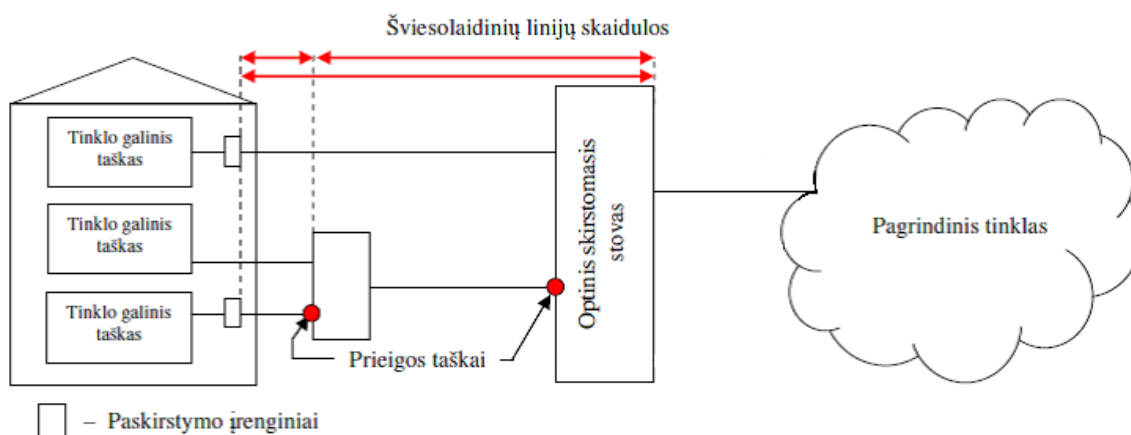 Šviesolaidinių linijų skaidulos
Tinklo galinis
taškas
Tinklo galinis
taškas
Tinklo galinis
taškas
Optinis skirstomasis
stovas
Pagrindinis tinklas
Prieigos taškai
– Paskirstymo įrenginiai